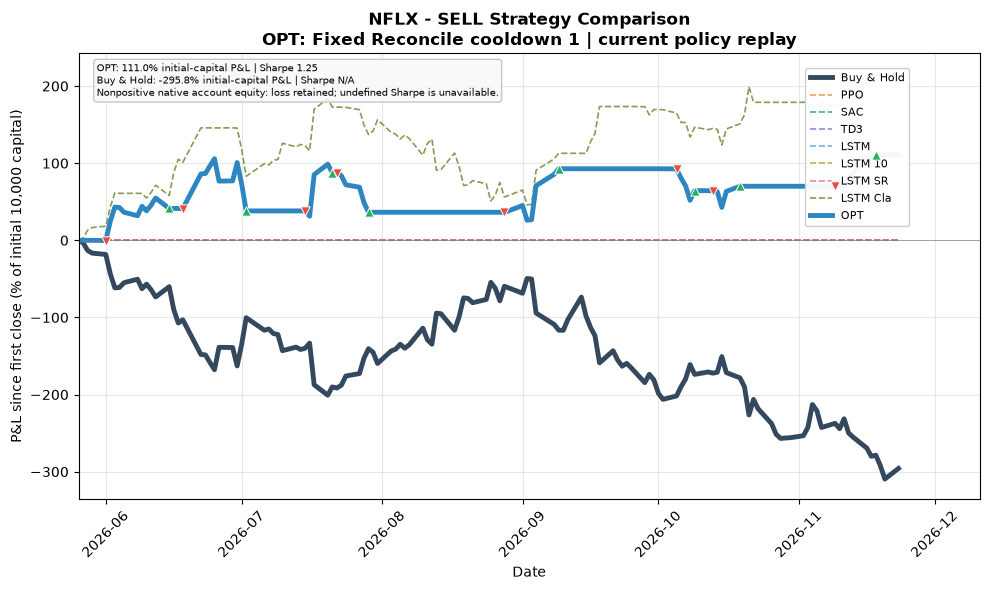 NFLX - SELL Strategy Comparison
OPT: Fixed Reconcile cooldown 1 | current policy replay
OPT: 111.0% initial-capital P&L | Sharpe 1.25
Buy & Hold: -295.8% initial-capital P&L | Sharpe N/A
Nonpositive native account equity: loss retained; undefined Sharpe is unavailable.
Buy & Hold
PPO
SAC
TD3
LSTM
LSTM 10
LSTM SR
LSTM Cla
OPT
P&L since first close (% of initial 10,000 capital)
200
100
0
−100
−200
−300
2026-06
2026-07
2026-08
2026-09
2026-10
2026-11
2026-12
Date